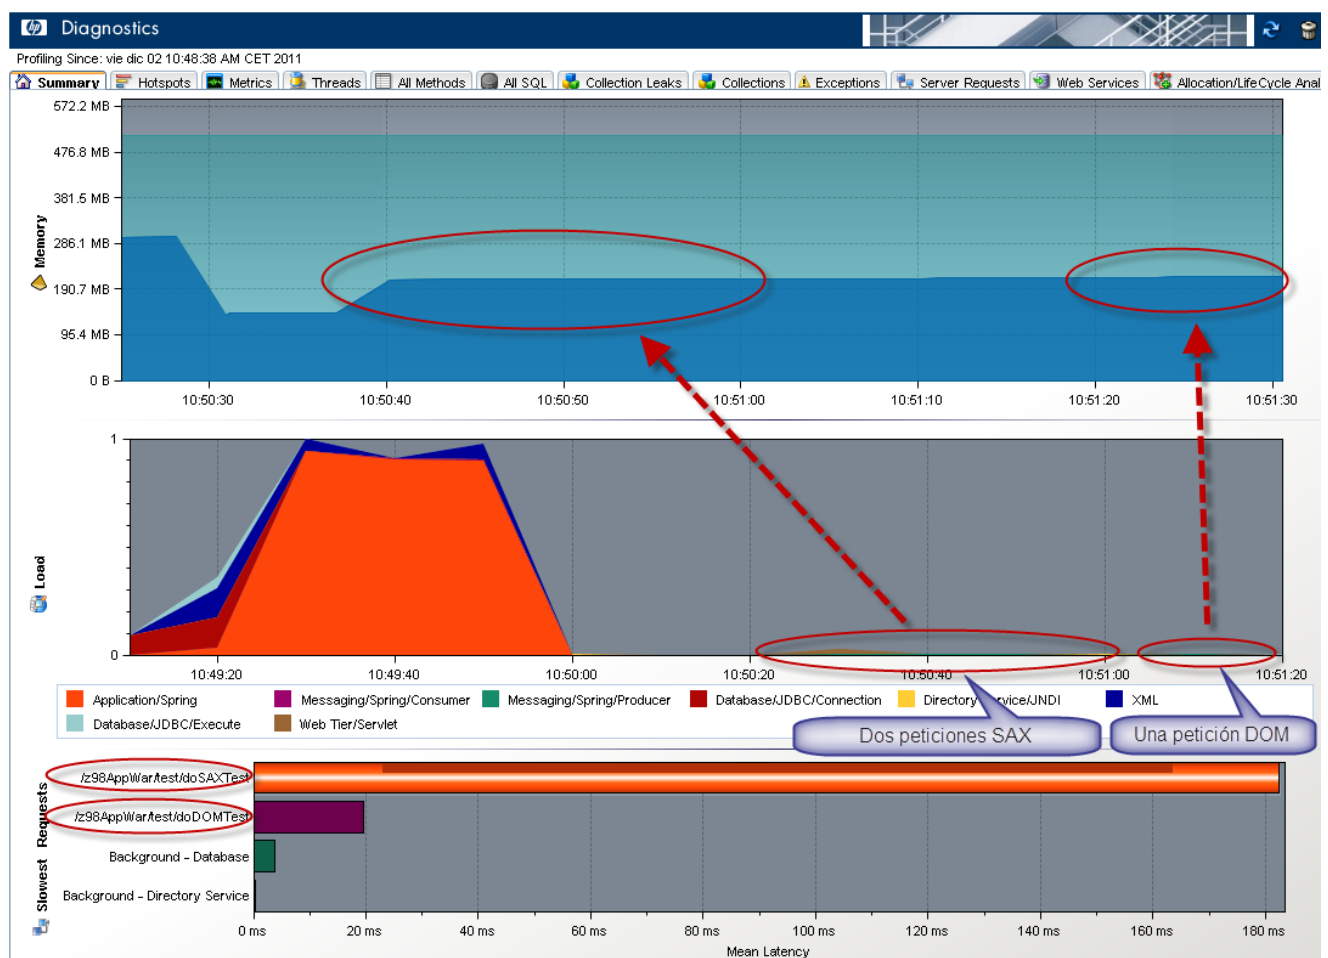 hp Diagnostics
Profiling Since: vie dic 02 10:48:38 AM CET 2011
Summary Hotspots Metrics Threads All Methods All SQL Collection Leaks Collections Exceptions Server Requests Web Services Allocation/LifeCycle Anal
572.2 MB
476.8 MB
381.5 MB
286.1 MB
190.7 MB
95.4 MB
0 B
Memory
10:50:30 10:50:40 10:50:50 10:51:00 10:51:10 10:51:20 10:51:30
1
0
Load
10:49:20 10:49:40 10:50:00 10:50:20 10:50:40 10:51:00 10:51:20
Application/Spring Messaging/Spring/Consumer Messaging/Spring/Producer Database/JDBC/Connection Directory Service/JNDI XML
Database/JDBC/Execute Web Tier/Servlet
Dos peticiones SAX Una petición DOM
Slowest Requests
/z98AppWar/test/doSAXTest
/z98AppWar/test/doDOMTest
Background - Database
Background - Directory Service
0 ms 20 ms 40 ms 60 ms 80 ms 100 ms 120 ms 140 ms 160 ms 180 ms
Mean Latency